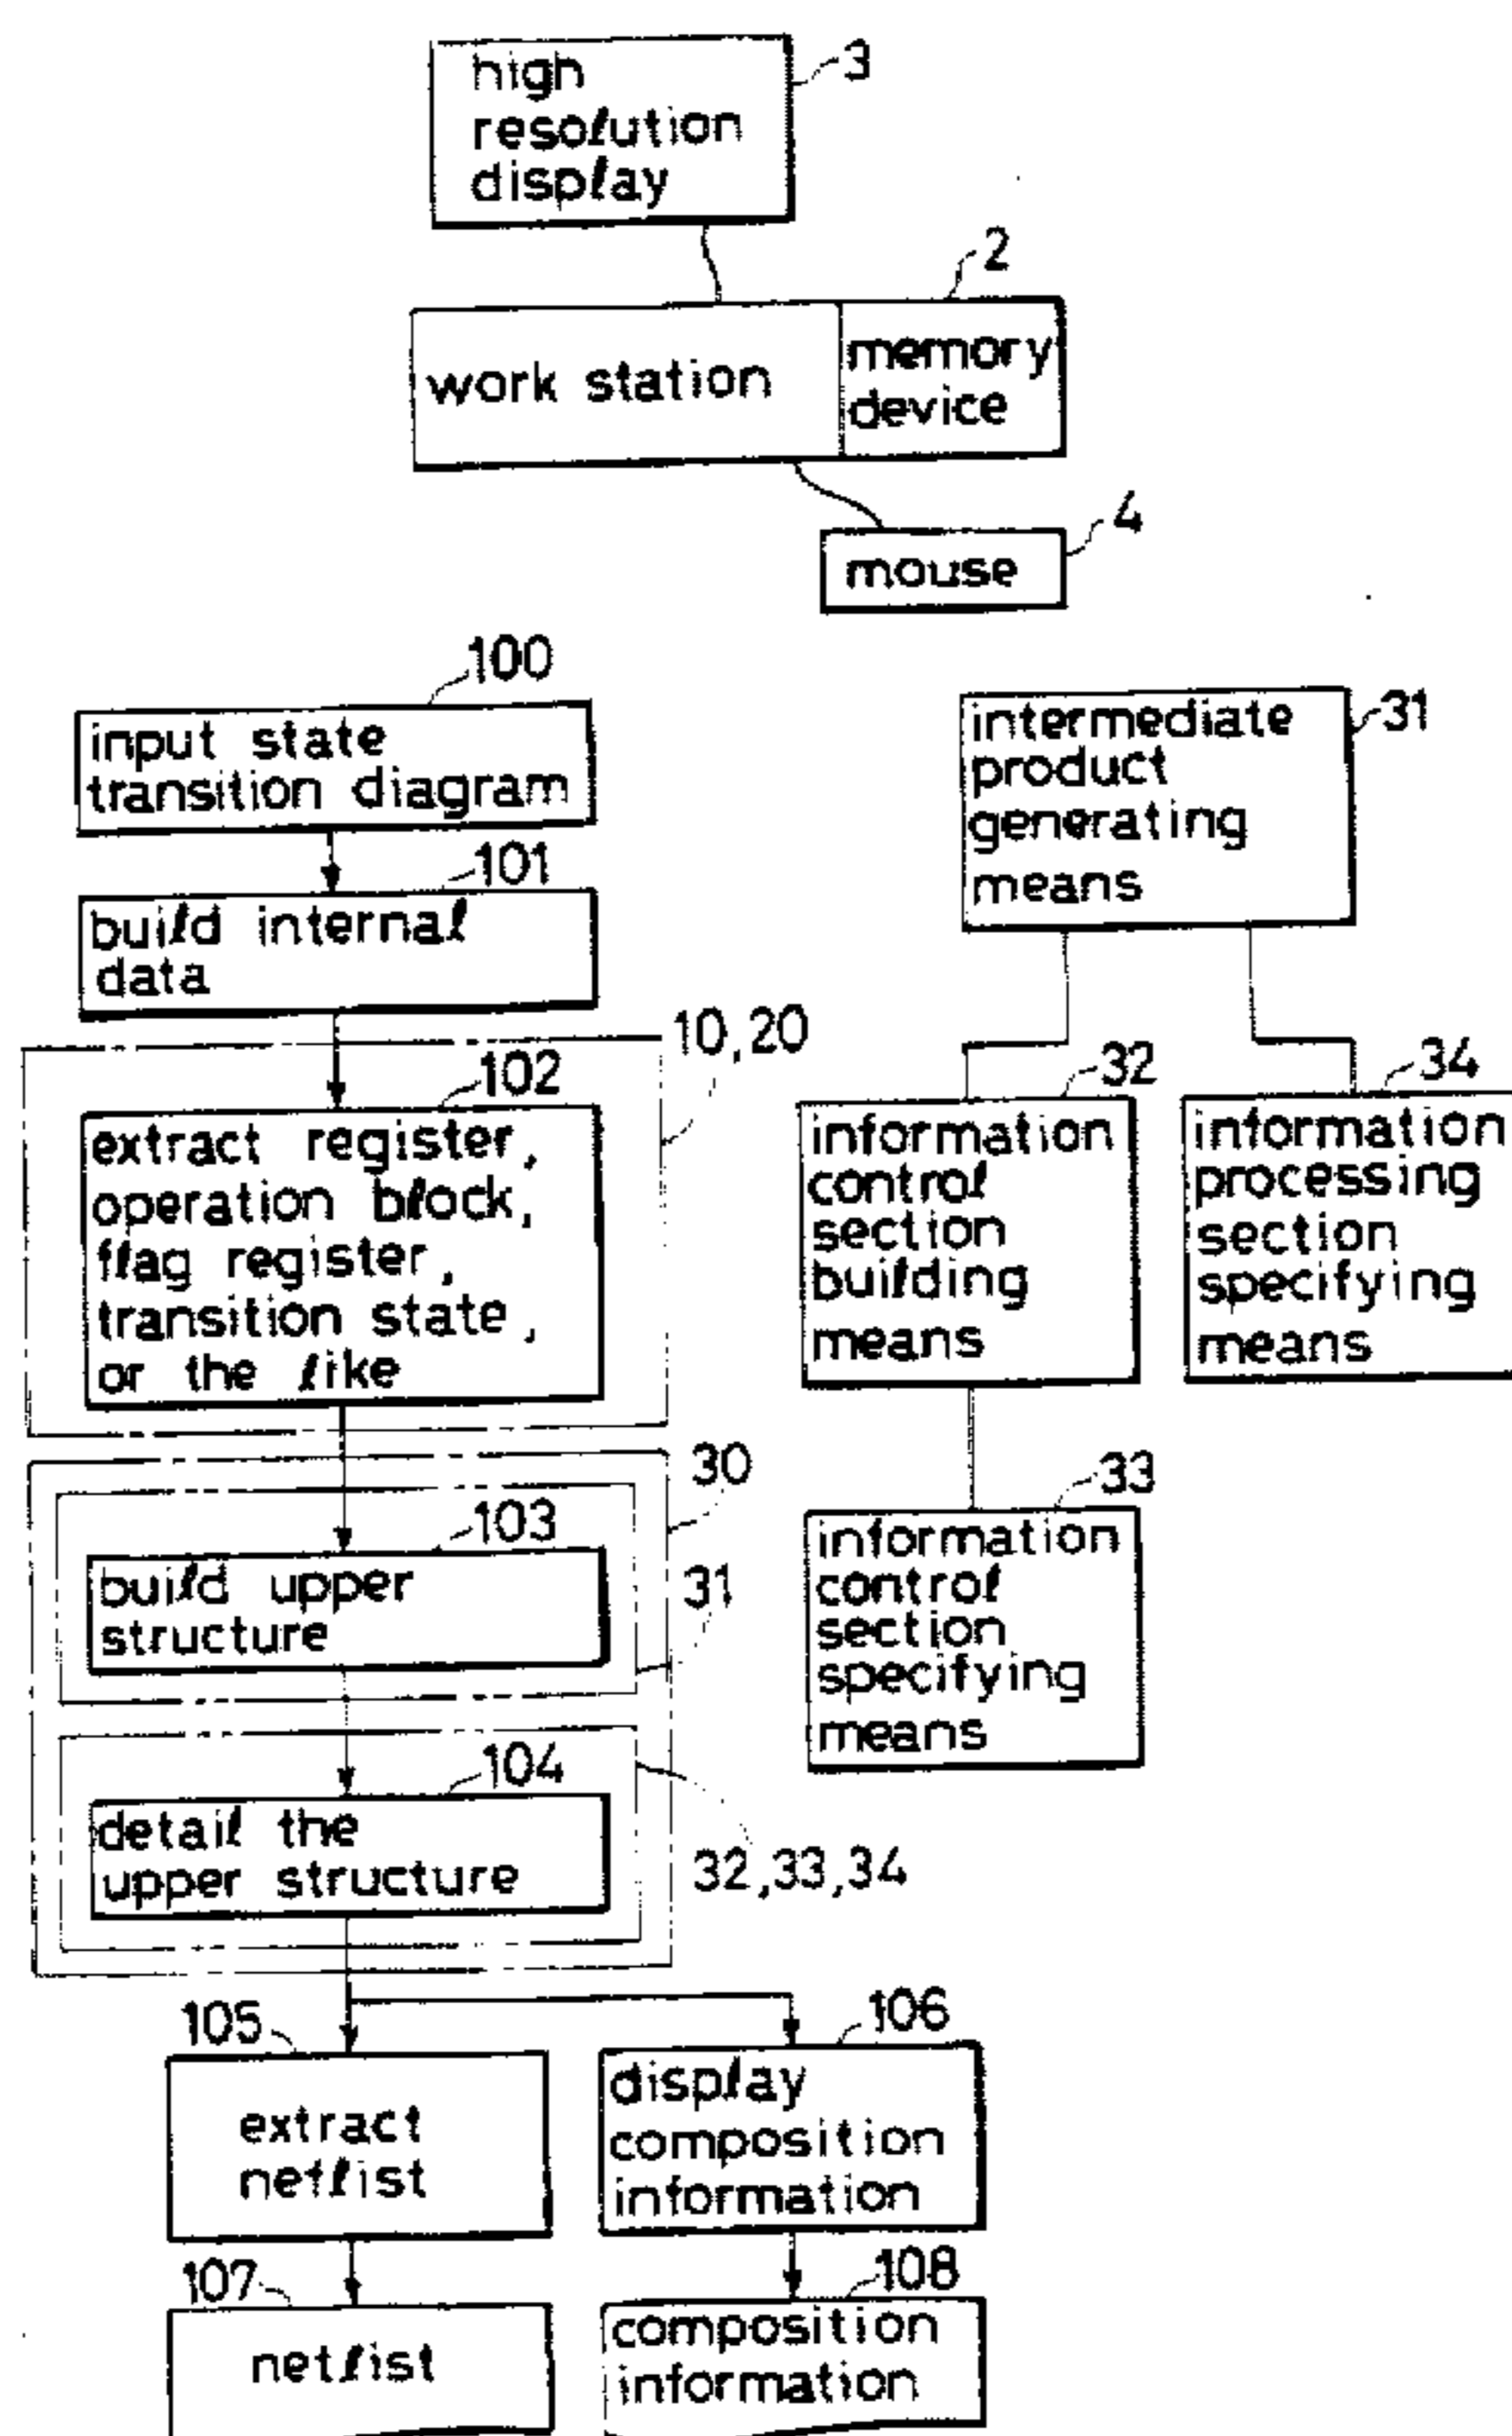 3
high
resolution
display
2
work station
memory
device
4
mouse
100
input state
transition diagram
101
build internal
data
10,20
102
extract register,
operation block,
flag register,
transition state,
or the like
30
103
build upper
structure
31
104
detail the
upper structure
32,33,34
105
extract
netlist
106
display
composition
information
107
netlist
108
composition
information
31
intermediate
product
generating
means
32
information
control
section
building
means
34
information
processing
section
specifying
means
33
information
control
section
specifying
means